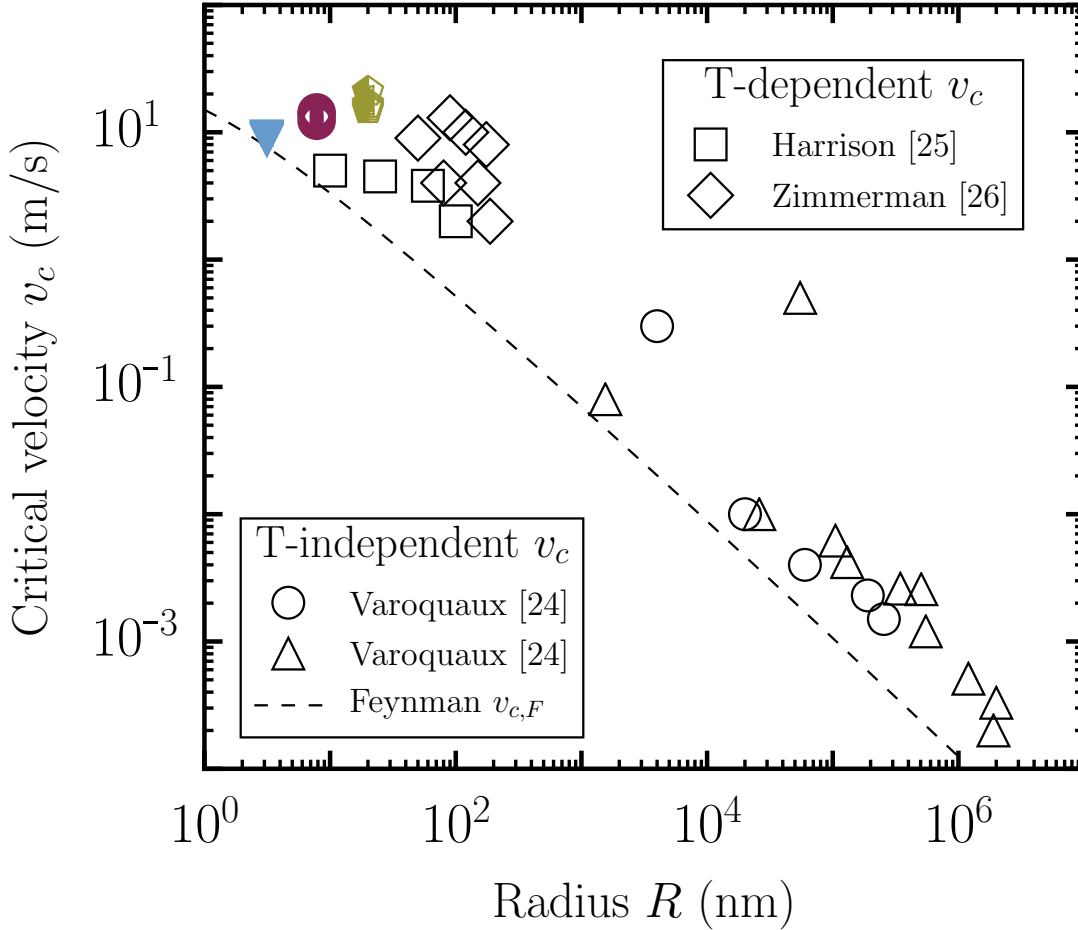 T-dependent $v_c$
Harrison [25]
Zimmerman [26]
T-independent $v_c$
Varoquaux [24]
Varoquaux [24]
Feynman $v_{c,F}$
Critical velocity $v_c$ (m/s)
$10^1$
$10^{-1}$
$10^{-3}$
$10^0$ $10^2$ $10^4$ $10^6$
Radius $R$ (nm)